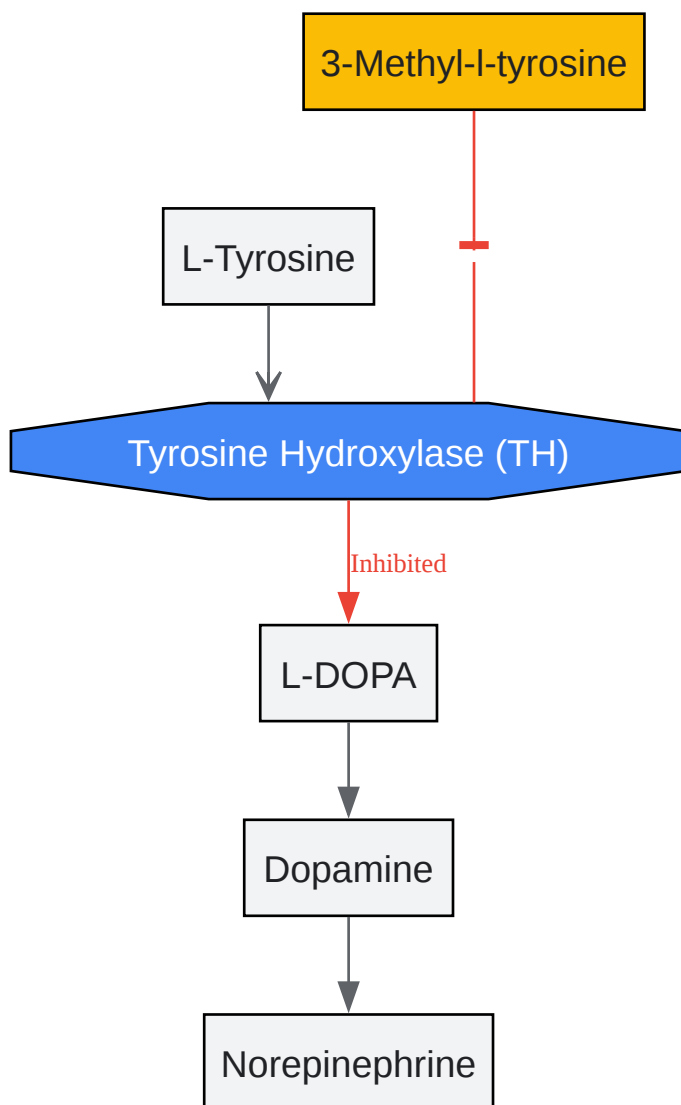 3-Methyl-l-tyrosine
L-Tyrosine
Tyrosine Hydroxylase (TH)
Inhibited
L-DOPA
Dopamine
Norepinephrine